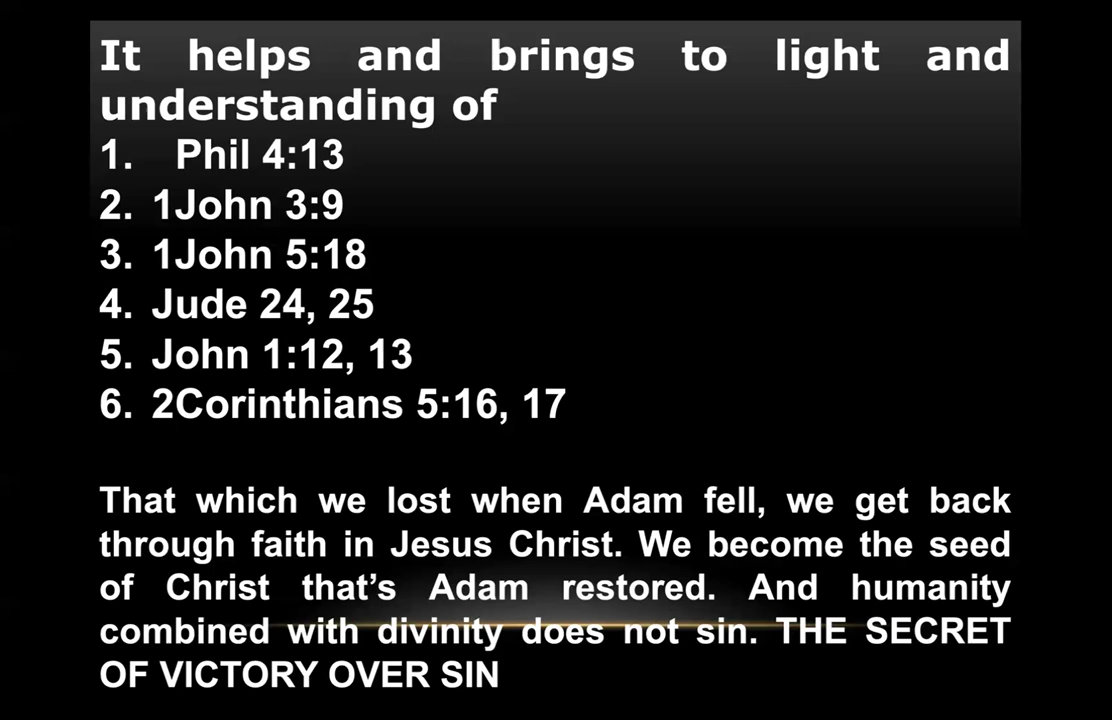 It helps and brings to light and
understanding of
1. Phil 4:13
2. 1John 3:9
3. 1John 5:18
4. Jude 24, 25
5. John 1:12, 13
6. 2Corinthians 5:16, 17
That which we lost when Adam fell, we get back
through faith in Jesus Christ. We become the seed
of Christ that’s Adam restored. And humanity
combined with divinity does not sin. THE SECRET
OF VICTORY OVER SIN